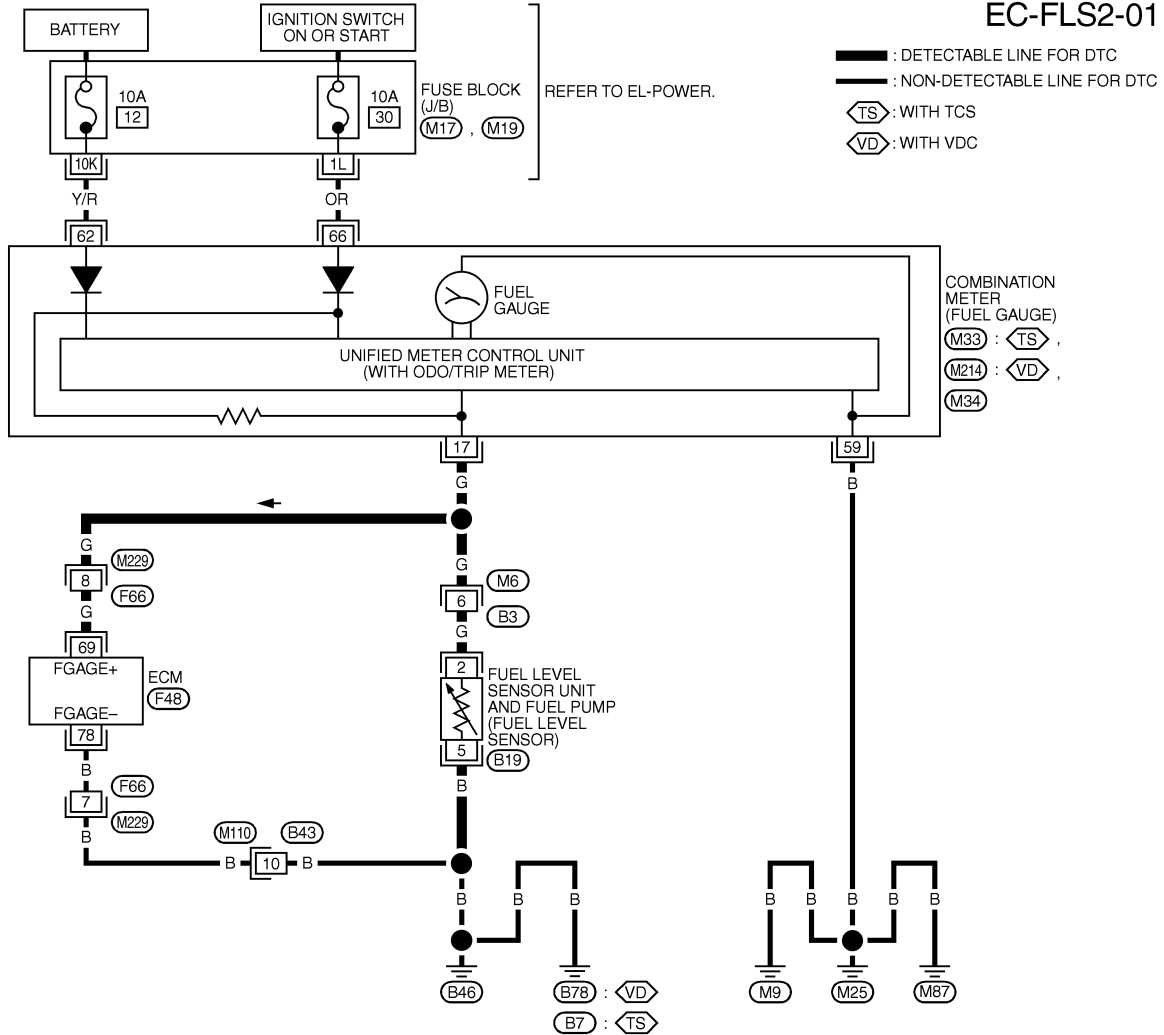 EC-FLS2-01
BATTERY
IGNITION SWITCH
ON OR START
: DETECTABLE LINE FOR DTC
: NON-DETECTABLE LINE FOR DTC
TS : WITH TCS
VD : WITH VDC
10A
12
10A
30
FUSE BLOCK
(J/B)
M17 , M19
REFER TO EL-POWER.
10K
1L
Y/R
OR
62
66
FUEL
GAUGE
UNIFIED METER CONTROL UNIT
(WITH ODO/TRIP METER)
COMBINATION
METER
(FUEL GAUGE)
M33 : TS ,
M214 : VD ,
M34
17
59
G
B
G
M229
8
F66
G
69
FGAGE+
FGAGE–
ECM
F48
78
B
F66
7
M229
B
G
M6
6
B3
G
2
FUEL LEVEL
SENSOR UNIT
AND FUEL PUMP
(FUEL LEVEL
SENSOR)
5
B19
B
M110
B43
B 10 B
B B B
B B B B B
B46
B78 : VD
B7 : TS
M9
M25
M87